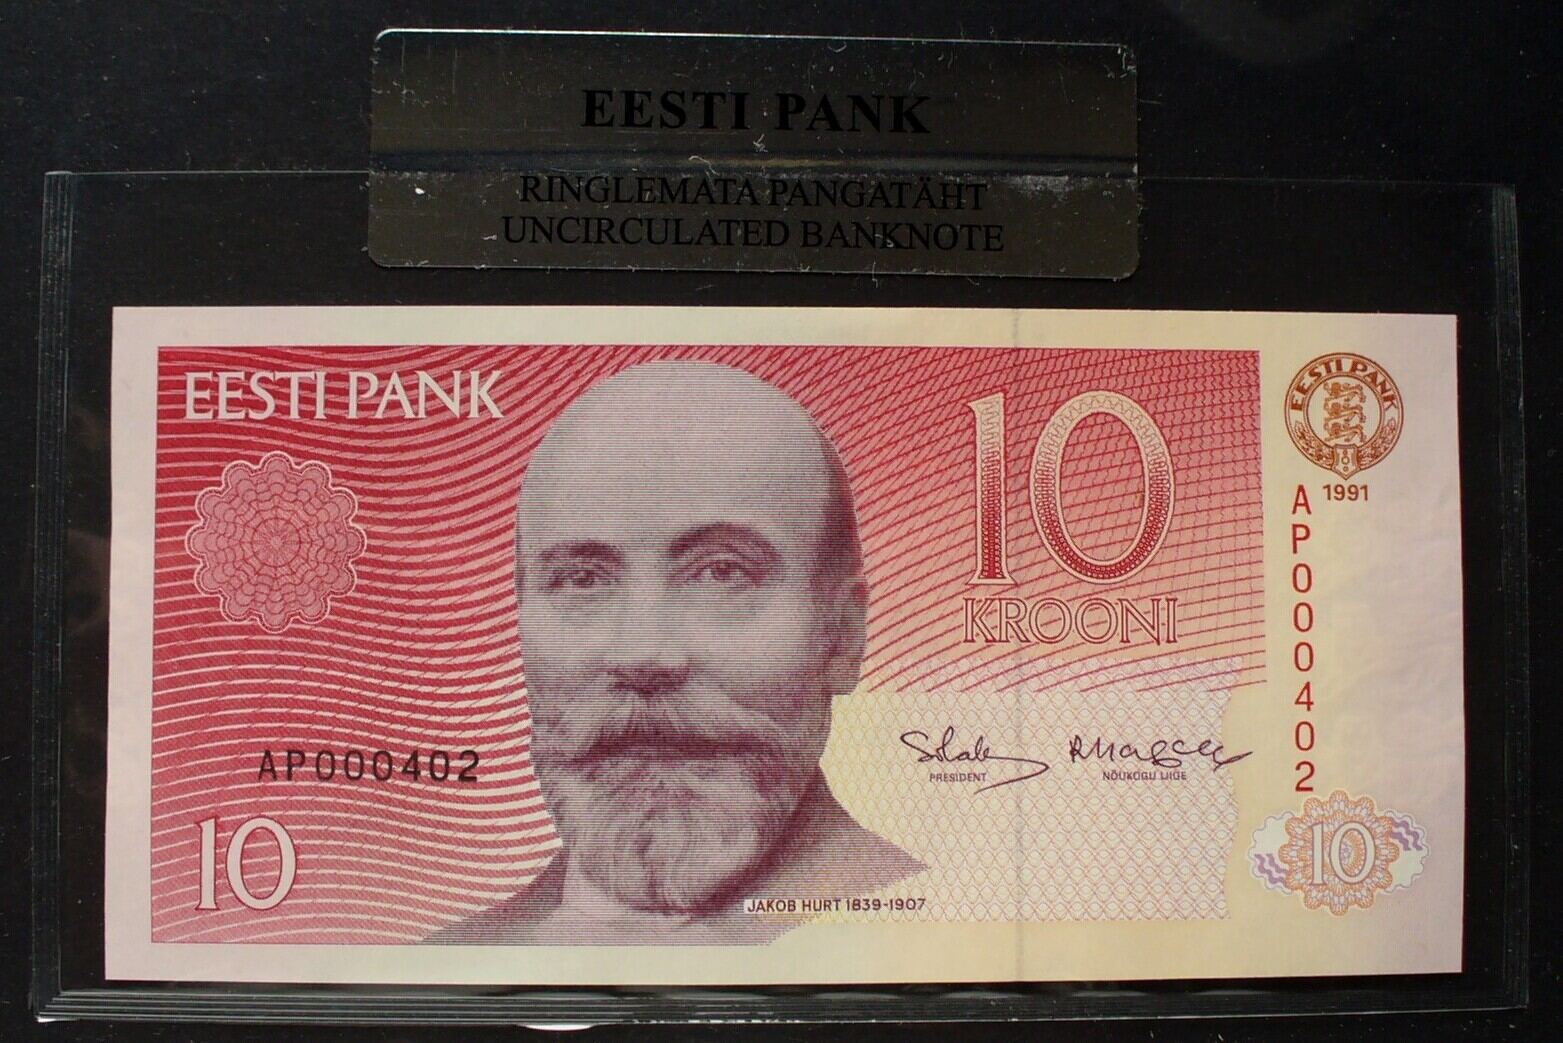 EESTI PANK
RINGLEMATA PANGATÄHT
UNCIRCULATED BANKNOTE
EESTI PANK
10
KROONI
EESTI PANK
1991
AP000402
AP000402
PRESIDENT
NÕUKOGU LIIGE
10
10
JAKOB HURT 1839-1907